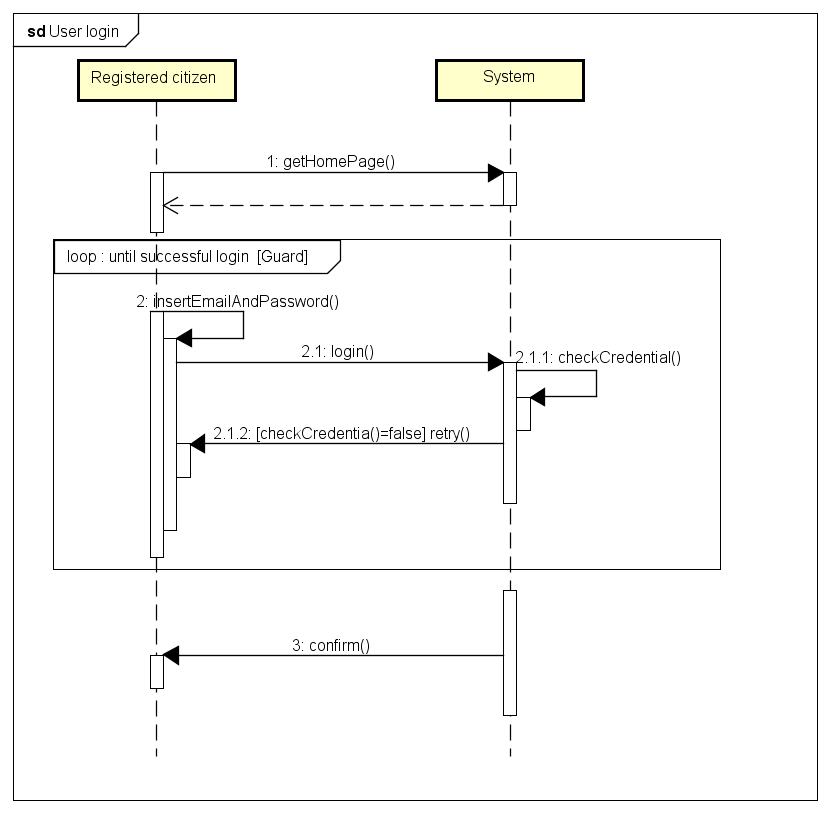 sd User login
Registered citizen
System
1: getHomePage()
loop : until successful login [Guard]
2: insertEmailAndPassword()
2.1: login()
2.1.1: checkCredential()
2.1.2: [checkCredentia()=false] retry()
3: confirm()